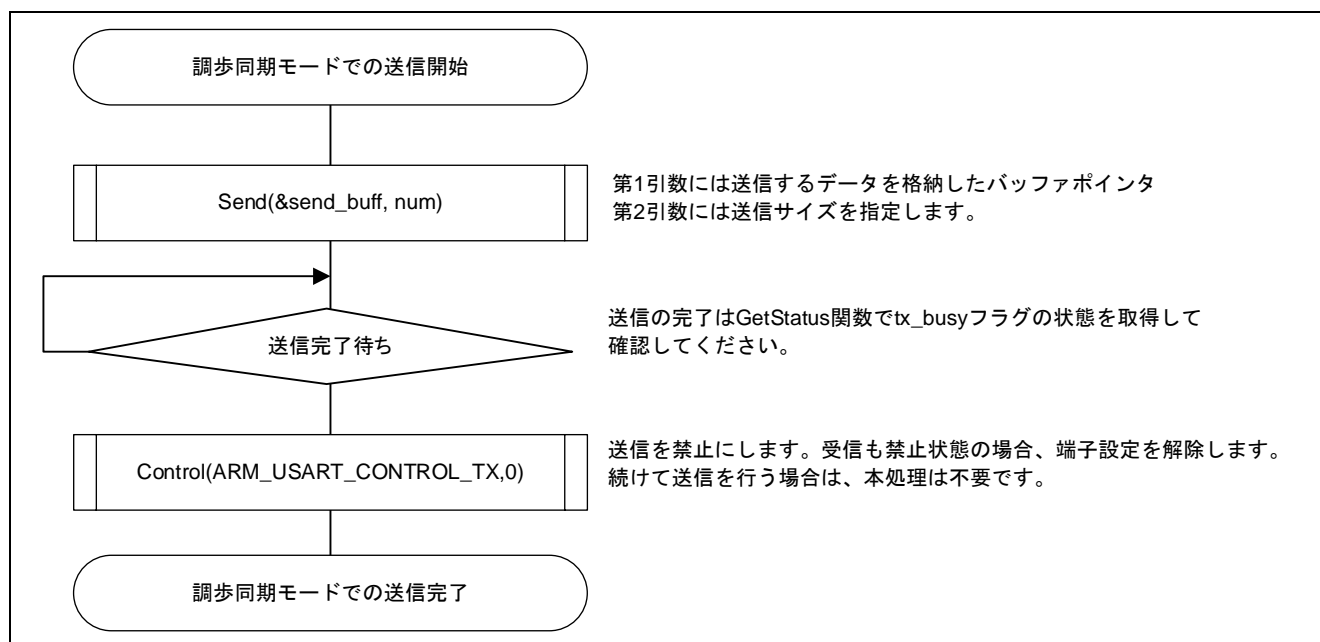 調歩同期モードでの送信開始
Send(&send_buff, num)
第1引数には送信するデータを格納したバッファポインタ
第2引数には送信サイズを指定します。
送信完了待ち
送信の完了はGetStatus関数でtx_busyフラグの状態を取得して
確認してください。
Control(ARM_USART_CONTROL_TX,0)
送信を禁止にします。受信も禁止状態の場合、端子設定を解除します。
続けて送信を行う場合は、本処理は不要です。
調歩同期モードでの送信完了